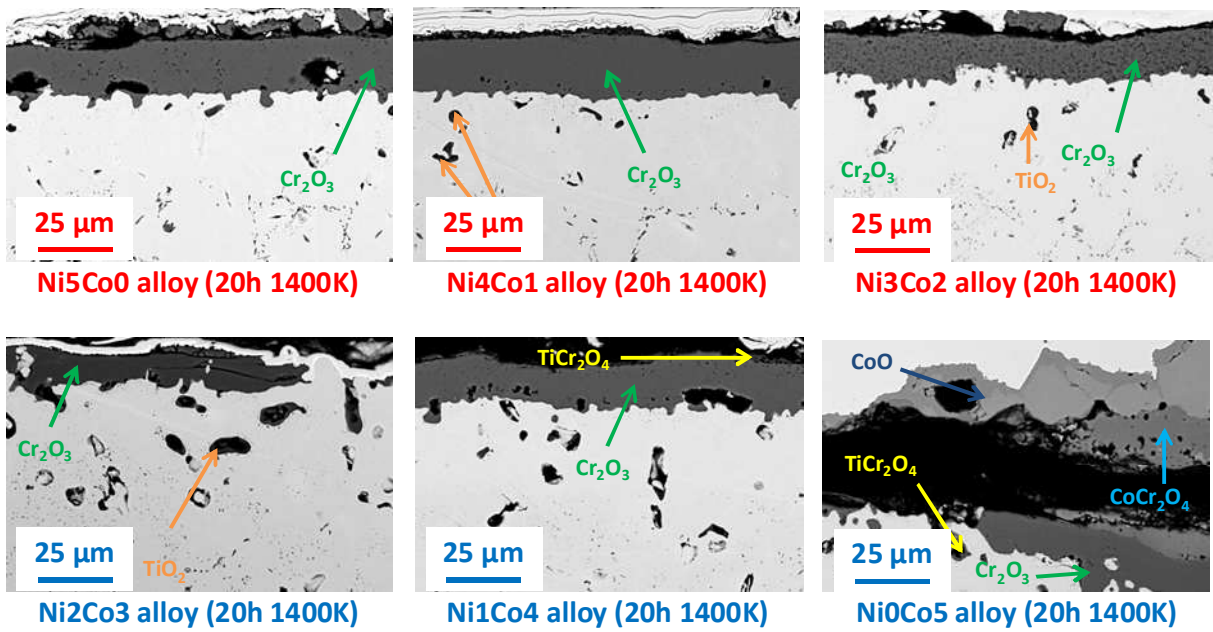 Cr₂O₃
25 µm
Ni5Co0 alloy (20h 1400K)
Cr₂O₃
25 µm
Ni4Co1 alloy (20h 1400K)
Cr₂O₃
Cr₂O₃
TiO₂
25 µm
Ni3Co2 alloy (20h 1400K)
Cr₂O₃
TiO₂
25 µm
Ni2Co3 alloy (20h 1400K)
TiCr₂O₄
Cr₂O₃
25 µm
Ni1Co4 alloy (20h 1400K)
CoO
TiCr₂O₄
CoCr₂O₄
Cr₂O₃
25 µm
Ni0Co5 alloy (20h 1400K)